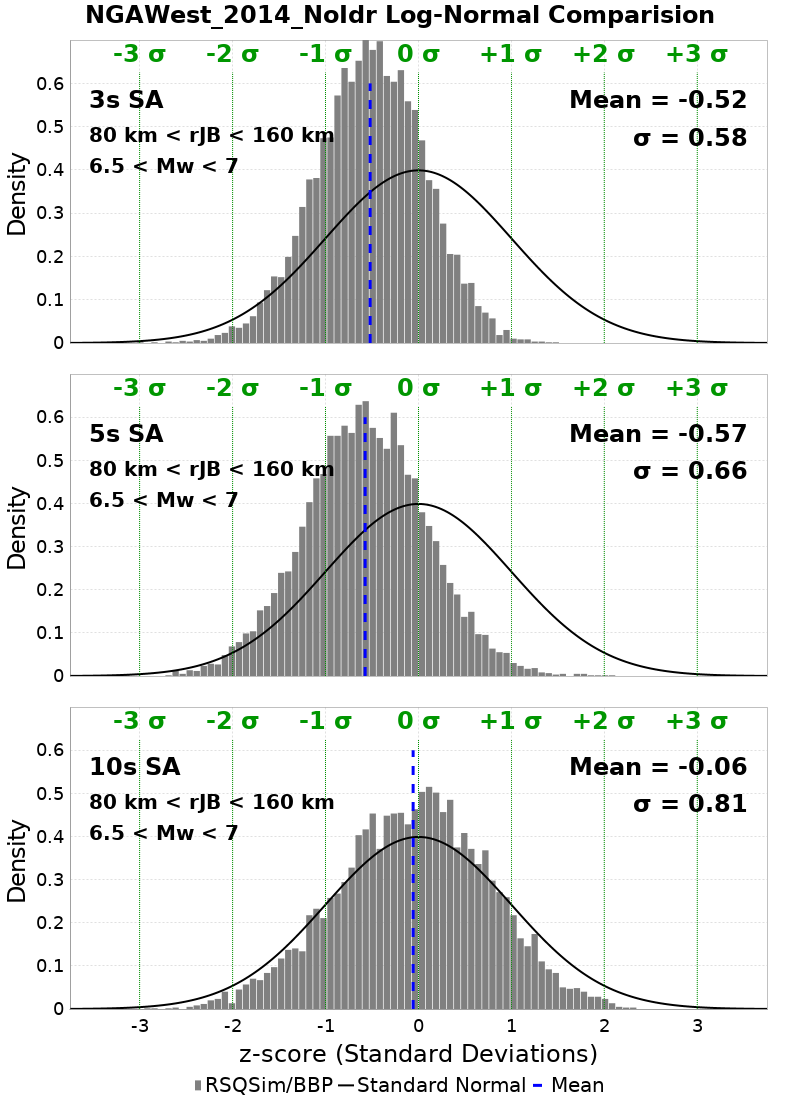 NGAWest_2014_NoIdr Log-Normal Comparision
-3 σ -2 σ -1 σ 0 σ +1 σ +2 σ +3 σ
3s SA
Mean = -0.52
80 km < rJB < 160 km
σ = 0.58
6.5 < Mw < 7
Density
0.6
0.5
0.4
0.3
0.2
0.1
0
-3 σ -2 σ -1 σ 0 σ +1 σ +2 σ +3 σ
5s SA
Mean = -0.57
80 km < rJB < 160 km
σ = 0.66
6.5 < Mw < 7
Density
0.6
0.5
0.4
0.3
0.2
0.1
0
-3 σ -2 σ -1 σ 0 σ +1 σ +2 σ +3 σ
10s SA
Mean = -0.06
80 km < rJB < 160 km
σ = 0.81
6.5 < Mw < 7
Density
0.6
0.5
0.4
0.3
0.2
0.1
0
-3 -2 -1 0 1 2 3
z-score (Standard Deviations)
RSQSim/BBP Standard Normal Mean